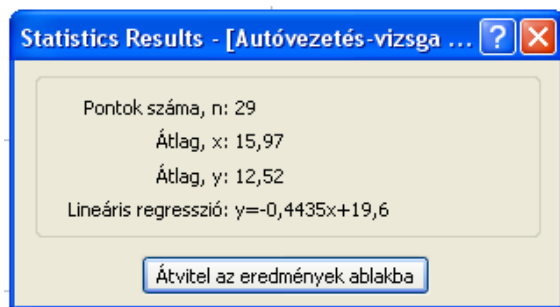 Statistics Results - [Autóvezetés-vizsga ...
Pontok száma, n: 29
Átlag, x: 15,97
Átlag, y: 12,52
Lineáris regresszió: y=-0,4435x+19,6
Átvitel az eredmények ablakba